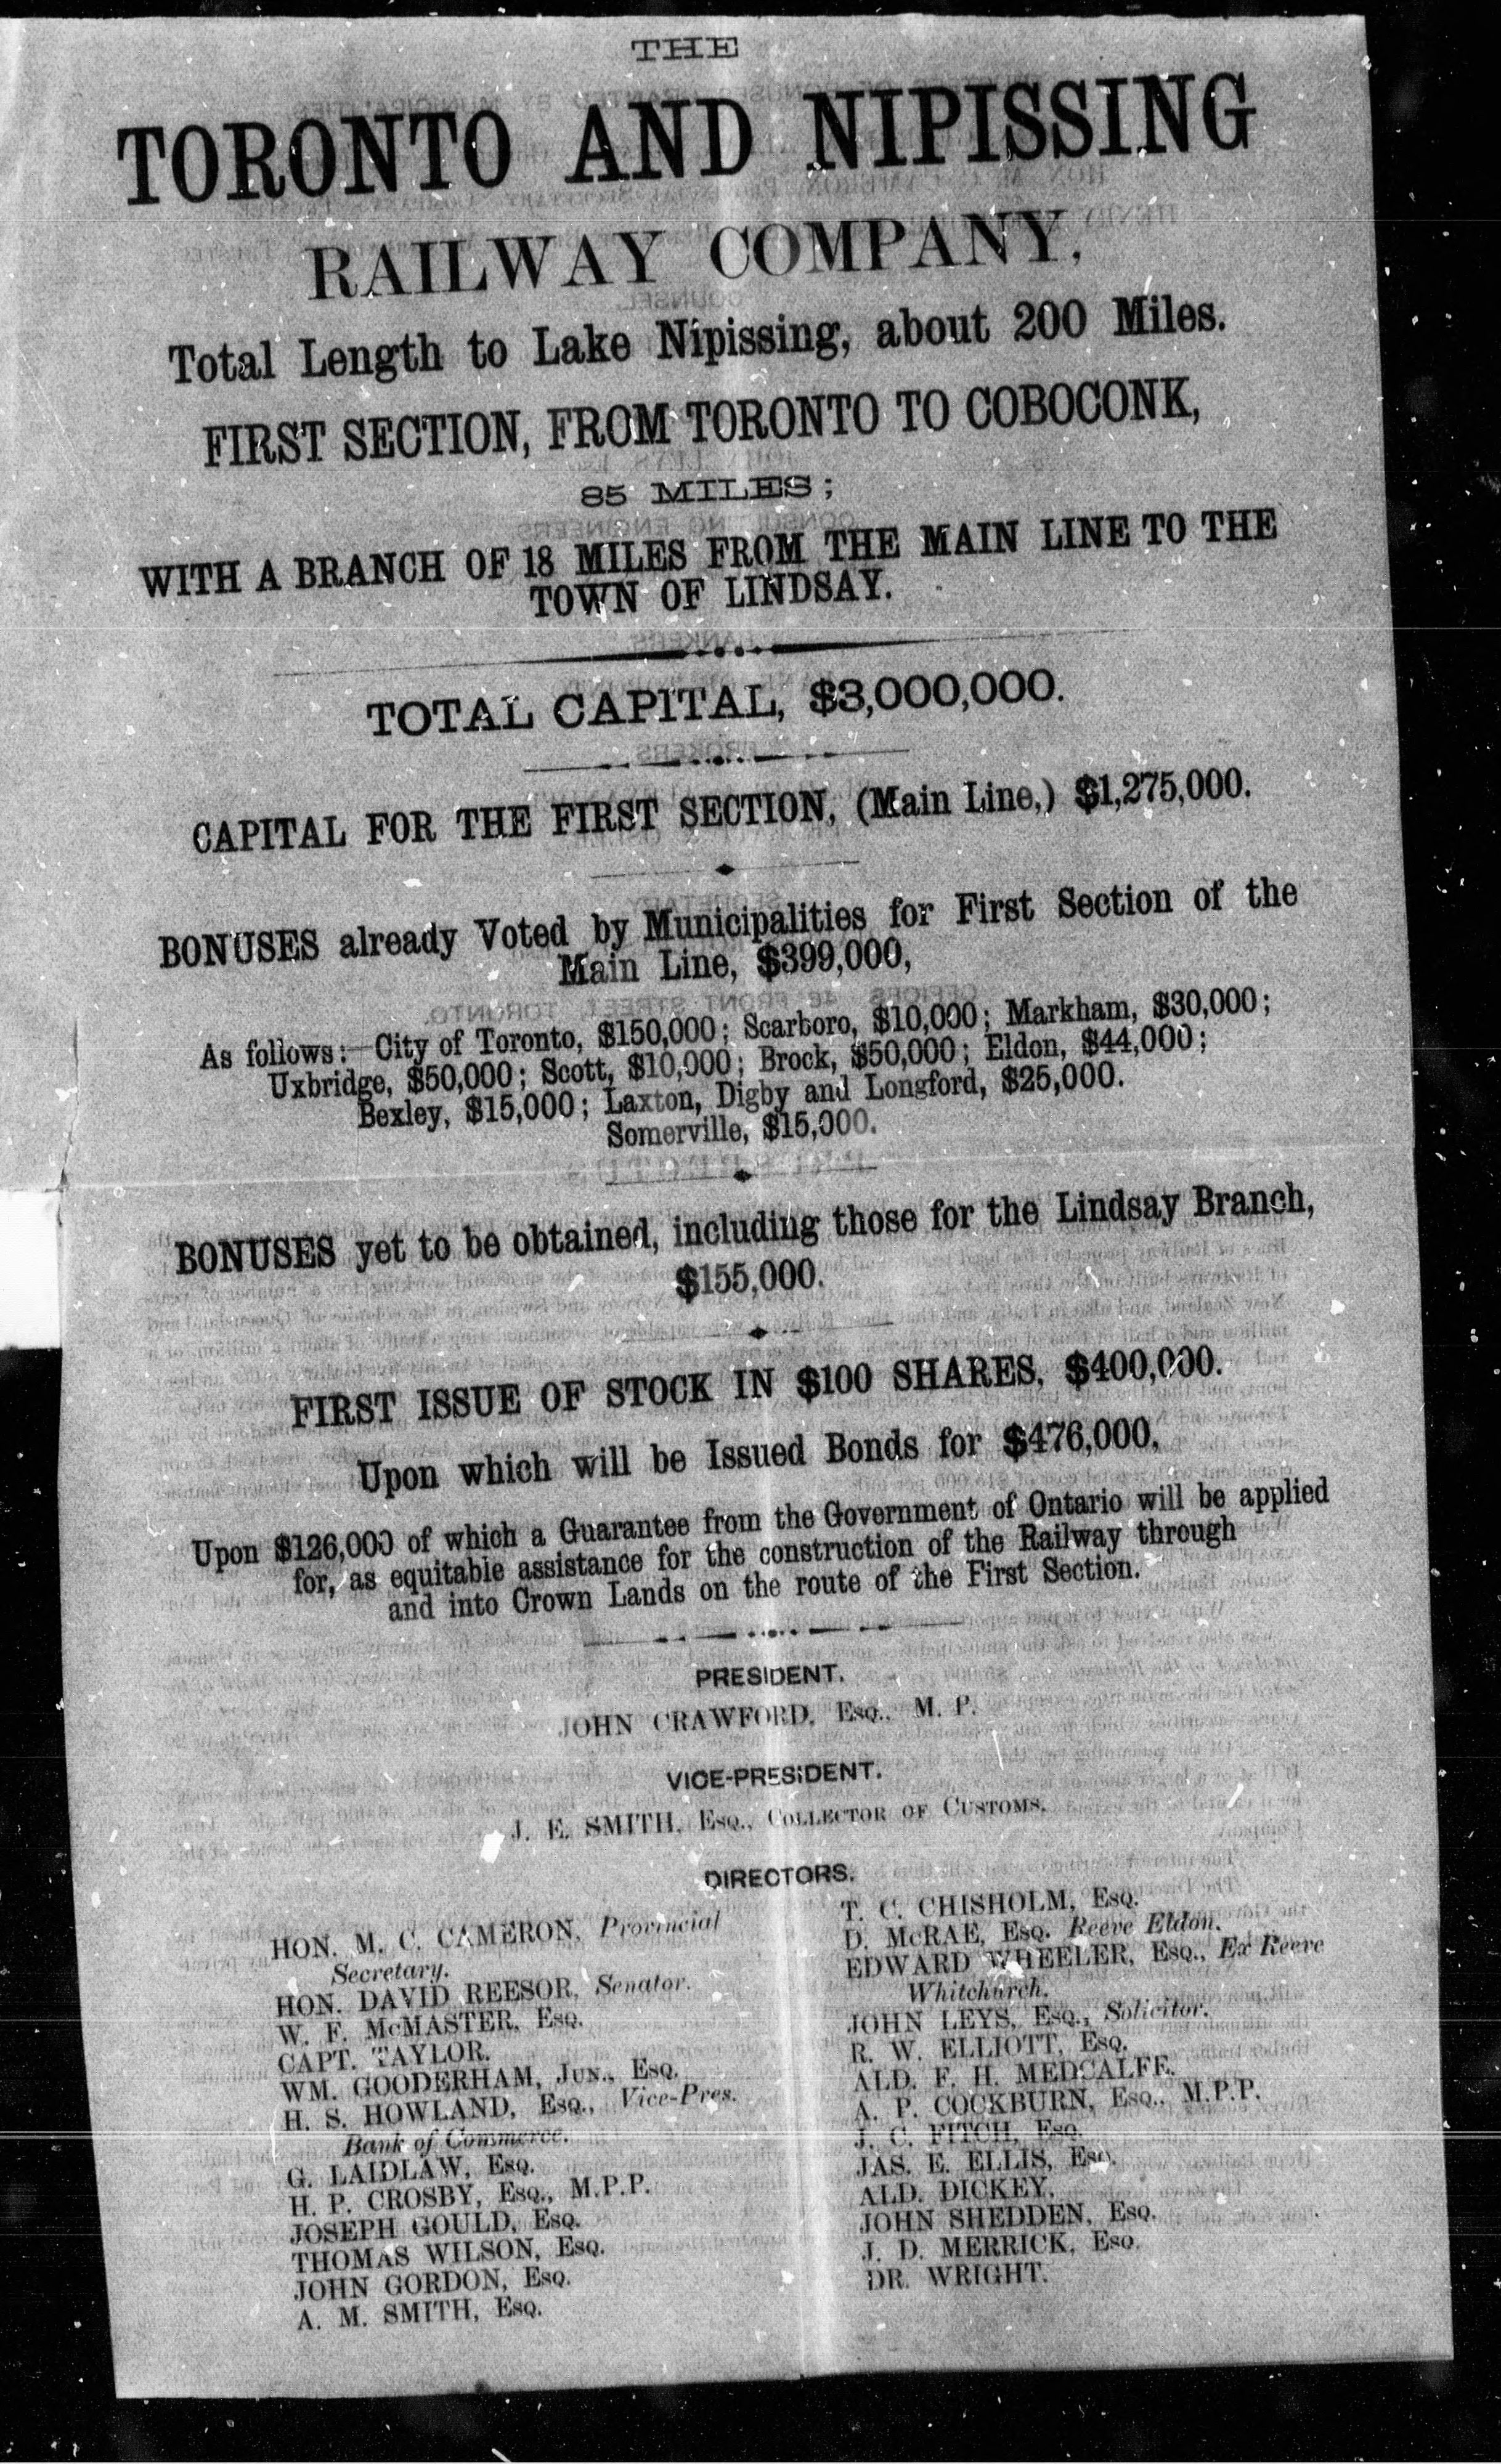 THE
TORONTO AND NIPISSING
RAILWAY COMPANY,
Total Length to Lake Nipissing, about 200 Miles.
FIRST SECTION, FROM TORONTO TO COBOCONK,
85 MILES;
WITH A BRANCH OF 18 MILES FROM THE MAIN LINE TO THE
TOWN OF LINDSAY.
TOTAL CAPITAL, $3,000,000.
CAPITAL FOR THE FIRST SECTION, (Main Line,) $1,275,000.
BONUSES already Voted by Municipalities for First Section of the
Main Line, $399,000,
As follows:—City of Toronto, $150,000; Scarboro, $10,000; Markham, $30,000;
Uxbridge, $50,000; Scott, $10,000; Brock, $50,000; Eldon, $44,000;
Bexley, $15,000; Laxton, Digby and Longford, $25,000.
Somerville, $15,000.
BONUSES yet to be obtained, including those for the Lindsay Branch,
$155,000.
FIRST ISSUE OF STOCK IN $100 SHARES, $400,000.
Upon which will be Issued Bonds for $476,000,
Upon $126,000 of which a Guarantee from the Government of Ontario will be applied
for, as equitable assistance for the construction of the Railway through
and into Crown Lands on the route of the First Section.
PRESIDENT.
JOHN CRAWFORD, Esq., M. P.
VICE-PRESIDENT.
J. E. SMITH, Esq., Collector of Customs.
DIRECTORS.
HON. M. C. CAMERON, Provincial
Secretary.
HON. DAVID REESOR, Senator.
W. F. McMASTER, Esq.
CAPT. TAYLOR.
WM. GOODERHAM, Jun., Esq.
H. S. HOWLAND, Esq., Vice-Pres.
Bank of Commerce.
G. LAIDLAW, Esq.
H. P. CROSBY, Esq., M.P.P.
JOSEPH GOULD, Esq.
THOMAS WILSON, Esq.
JOHN GORDON, Esq.
A. M. SMITH, Esq.
T. C. CHISHOLM, Esq.
D. McRAE, Esq. Reeve Eldon.
EDWARD WHEELER, Esq., Ex Reeve
Whitchurch.
JOHN LEYS, Esq., Solicitor.
R. W. ELLIOTT, Esq.
ALD. F. H. MEDCALFE.
A. P. COCKBURN, Esq., M.P.P.
J. C. FITCH, Esq.
JAS. E. ELLIS, Esq.
ALD. DICKEY.
JOHN SHEDDEN, Esq.
J. D. MERRICK, Esq.
DR. WRIGHT.